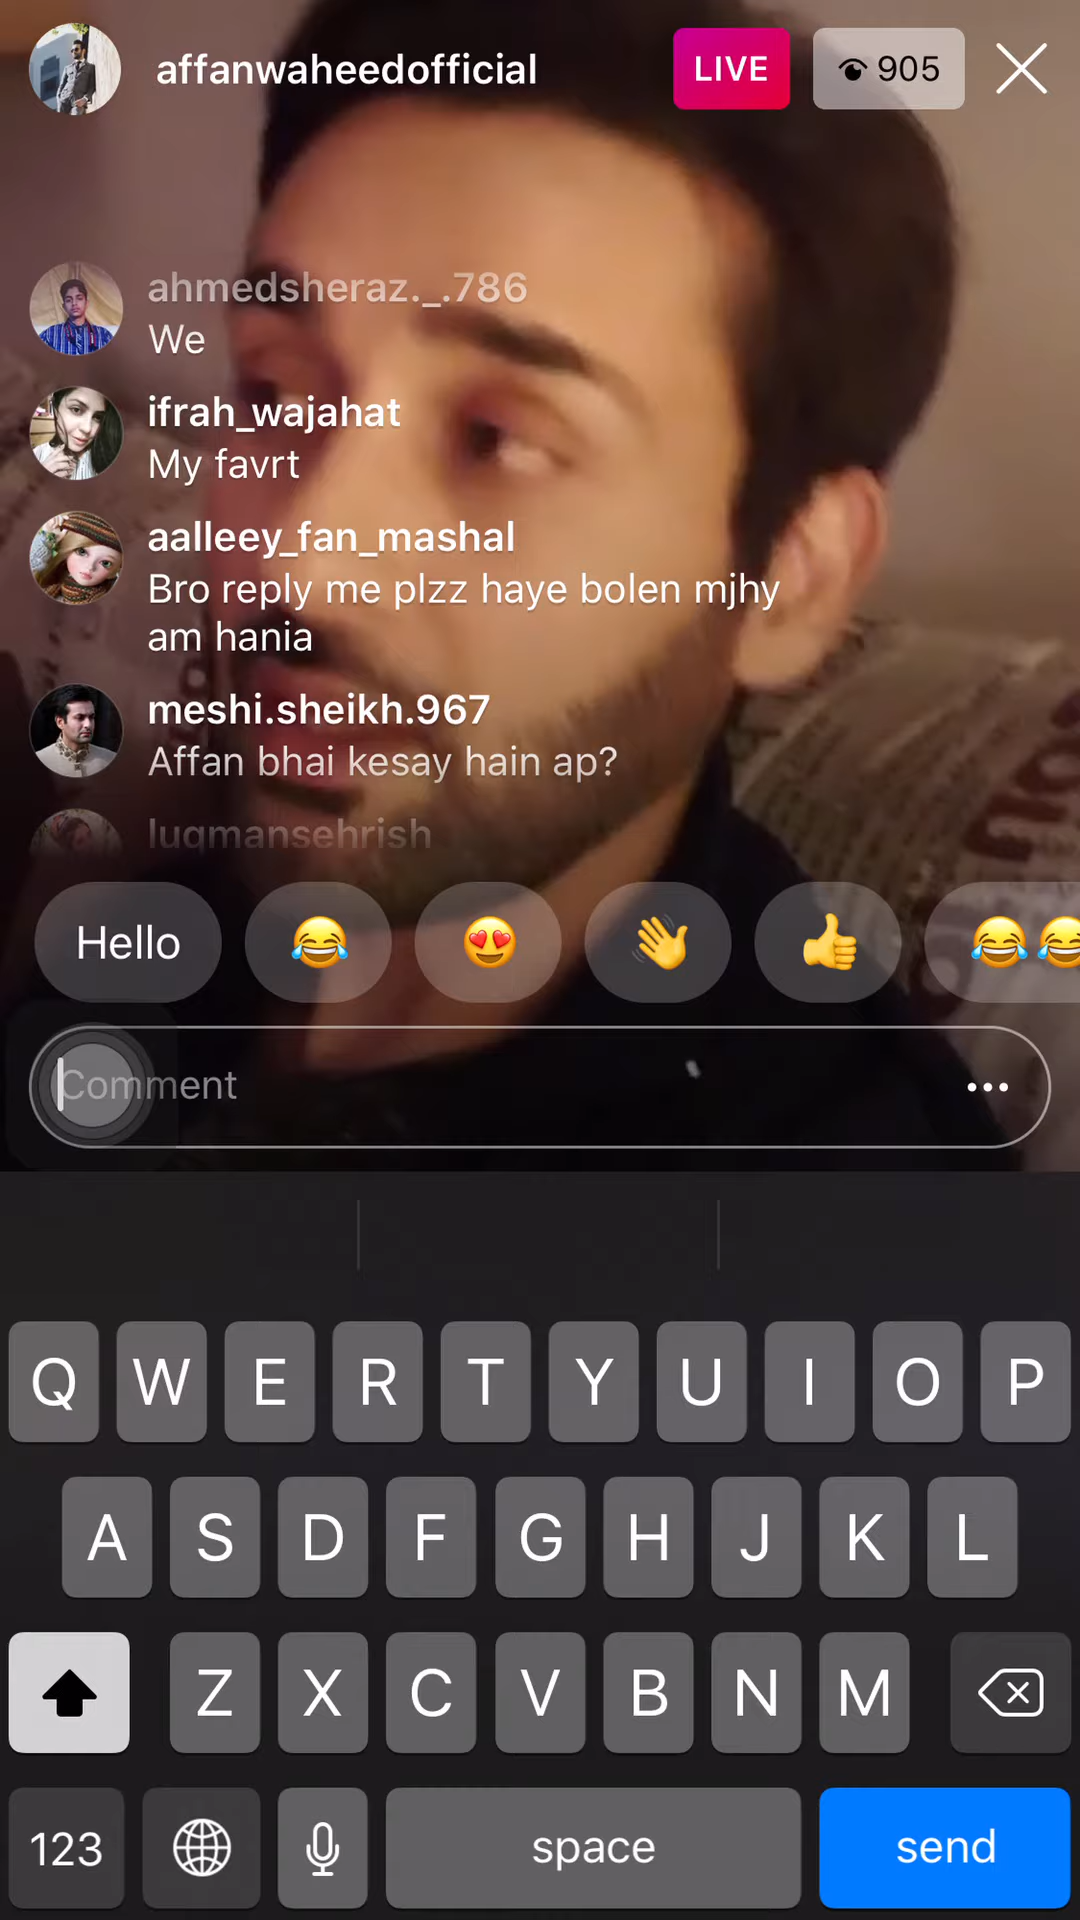 affanwaheedofficial
LIVE
905
ahmedsheraz._.786
We
ifrah_wajahat
My favrt
aalleey_fan_mashal
Bro reply me plzz haye bolen mjhy
am hania
meshi.sheikh.967
Affan bhai kesay hain ap?
luqmansehrish
Hello
Comment
Q W E R T Y U I O P
A S D F G H J K L
Z X C V B N M
123 space send